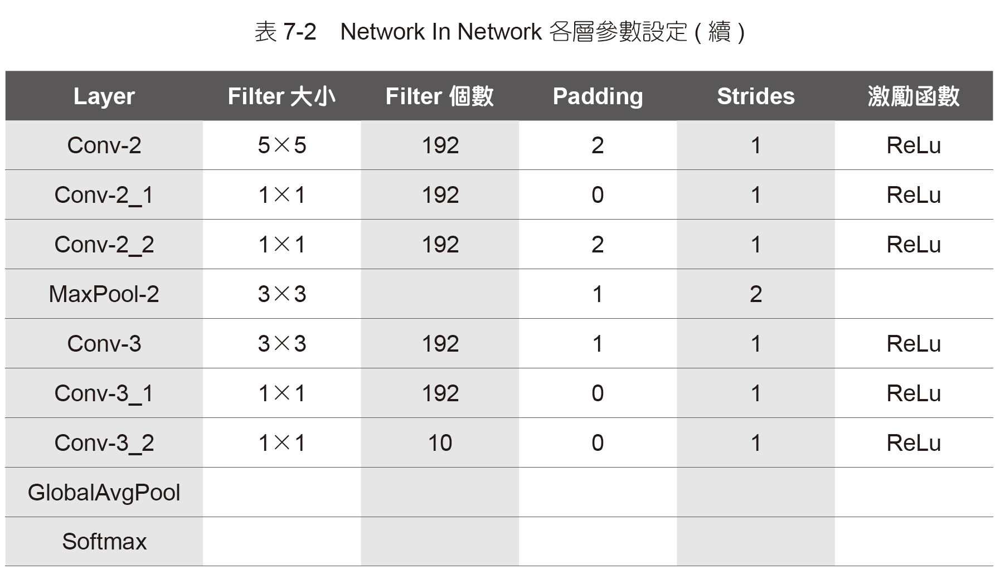 表 7-2 Network In Network 各層參數設定 ( 續 )
Layer Filter 大小 Filter 個數 Padding Strides 激勵函數
Conv-2 5×5 192 2 1 ReLu
Conv-2_1 1×1 192 0 1 ReLu
Conv-2_2 1×1 192 2 1 ReLu
MaxPool-2 3×3 1 2
Conv-3 3×3 192 1 1 ReLu
Conv-3_1 1×1 192 0 1 ReLu
Conv-3_2 1×1 10 0 1 ReLu
GlobalAvgPool
Softmax